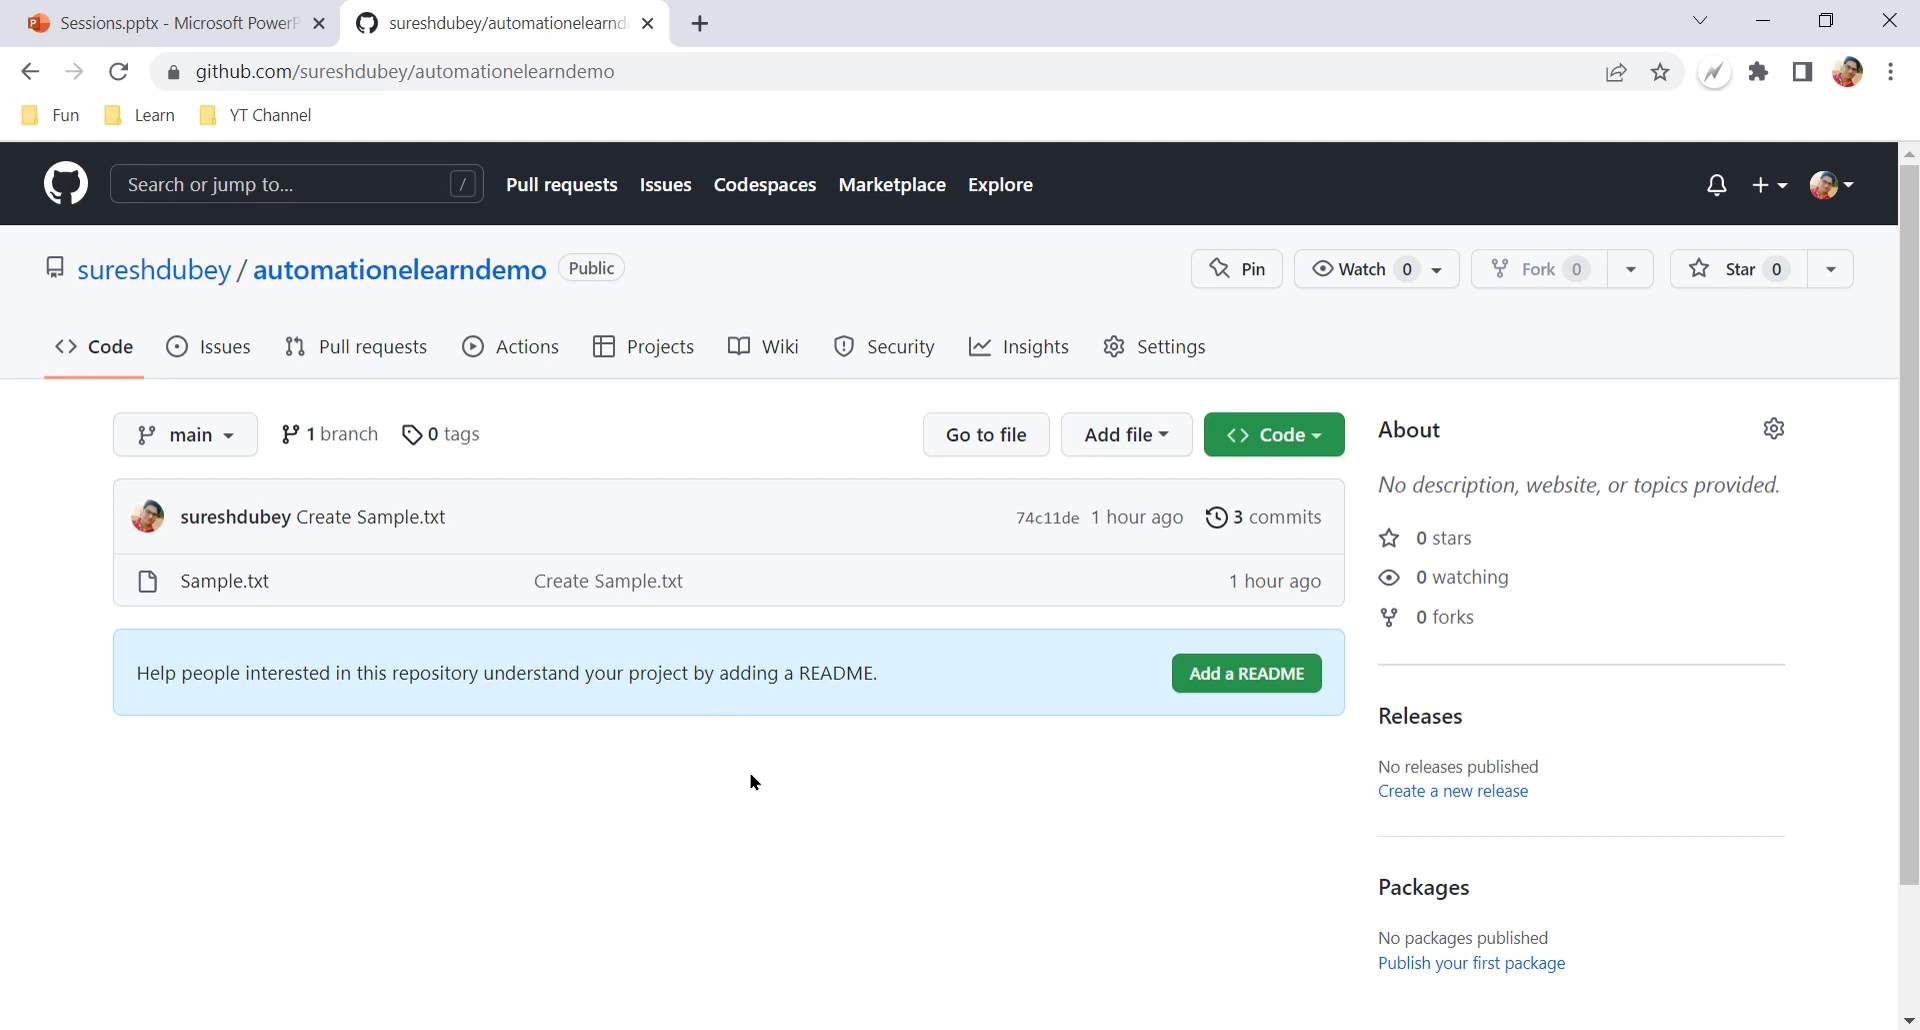 Sessions.pptx - Microsoft PowerP
sureshdubey/automationelearnd
github.com/sureshdubey/automationelearndemo
Fun
Learn
YT Channel
Search or jump to...
/
Pull requests
Issues
Codespaces
Marketplace
Explore
sureshdubey / automationelearndemo
Public
Pin
Watch 0
Fork 0
Star 0
Code
Issues
Pull requests
Actions
Projects
Wiki
Security
Insights
Settings
main
1 branch
0 tags
Go to file
Add file
Code
sureshdubey Create Sample.txt
74c11de 1 hour ago
3 commits
Sample.txt
Create Sample.txt
1 hour ago
Help people interested in this repository understand your project by adding a README.
Add a README
About
No description, website, or topics provided.
0 stars
0 watching
0 forks
Releases
No releases published
Create a new release
Packages
No packages published
Publish your first package